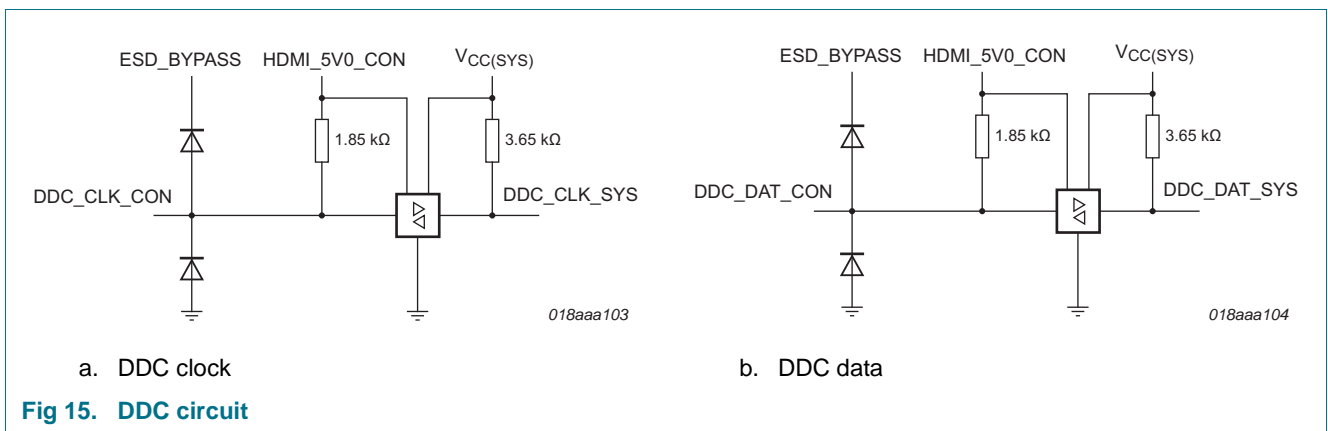 ESD_BYPASS HDMI_5V0_CON VCC(SYS)
1.85 kΩ 3.65 kΩ
DDC_CLK_CON DDC_CLK_SYS
018aaa103
a. DDC clock
ESD_BYPASS HDMI_5V0_CON VCC(SYS)
1.85 kΩ 3.65 kΩ
DDC_DAT_CON DDC_DAT_SYS
018aaa104
b. DDC data
Fig 15. DDC circuit